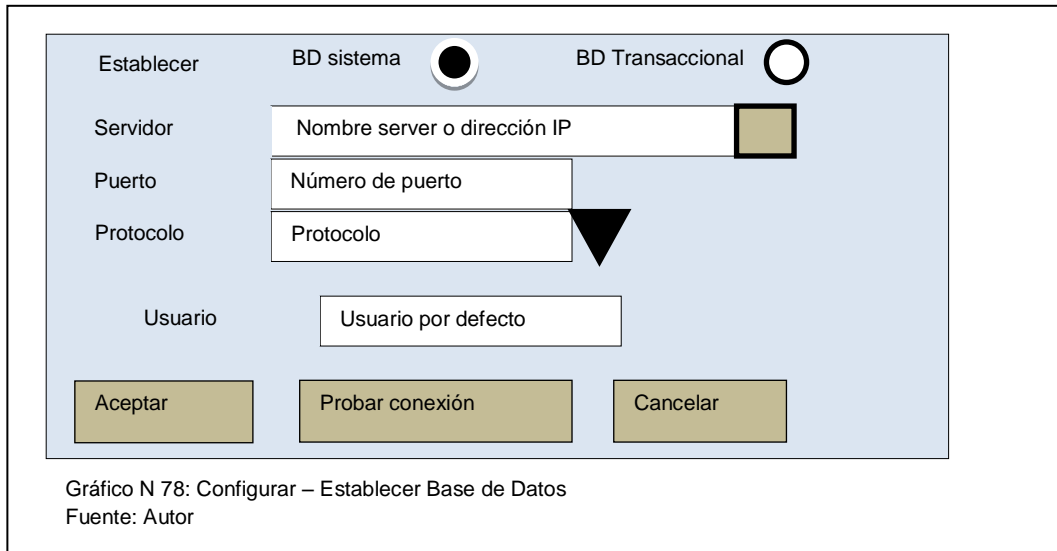 Establecer BD sistema BD Transaccional
Servidor Nombre server o dirección IP
Puerto Número de puerto
Protocolo Protocolo
Usuario Usuario por defecto
Aceptar Probar conexión Cancelar
Gráfico N 78: Configurar – Establecer Base de Datos
Fuente: Autor